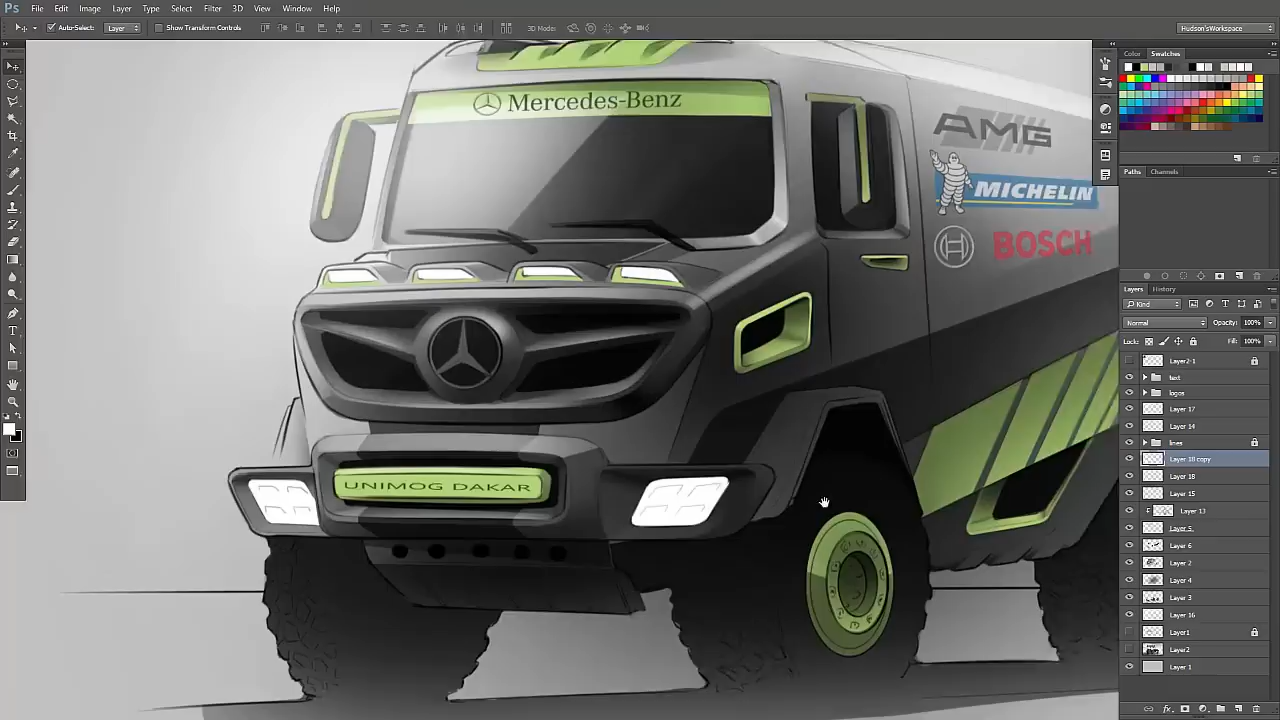 Ps File Edit Image Layer Type Select Filter 3D View Window Help
Auto-Select: Layer Show Transform Controls 3D Mode: Hudson'sWorkspace
Color Swatches
Mercedes-Benz
AMG
MICHELIN
BOSCH
UNIMOG DAKAR
Paths Channels
Layers History
Kind
Normal Opacity: 100%
Lock: Fill: 100%
Layer2-1
text
logos
Layer 17
Layer 14
lines
Layer 18 copy
Layer 18
Layer 15
Layer 13
Layer 5
Layer 6
Layer 2
Layer 4
Layer 3
Layer 16
Layer1
Layer2
Layer 1